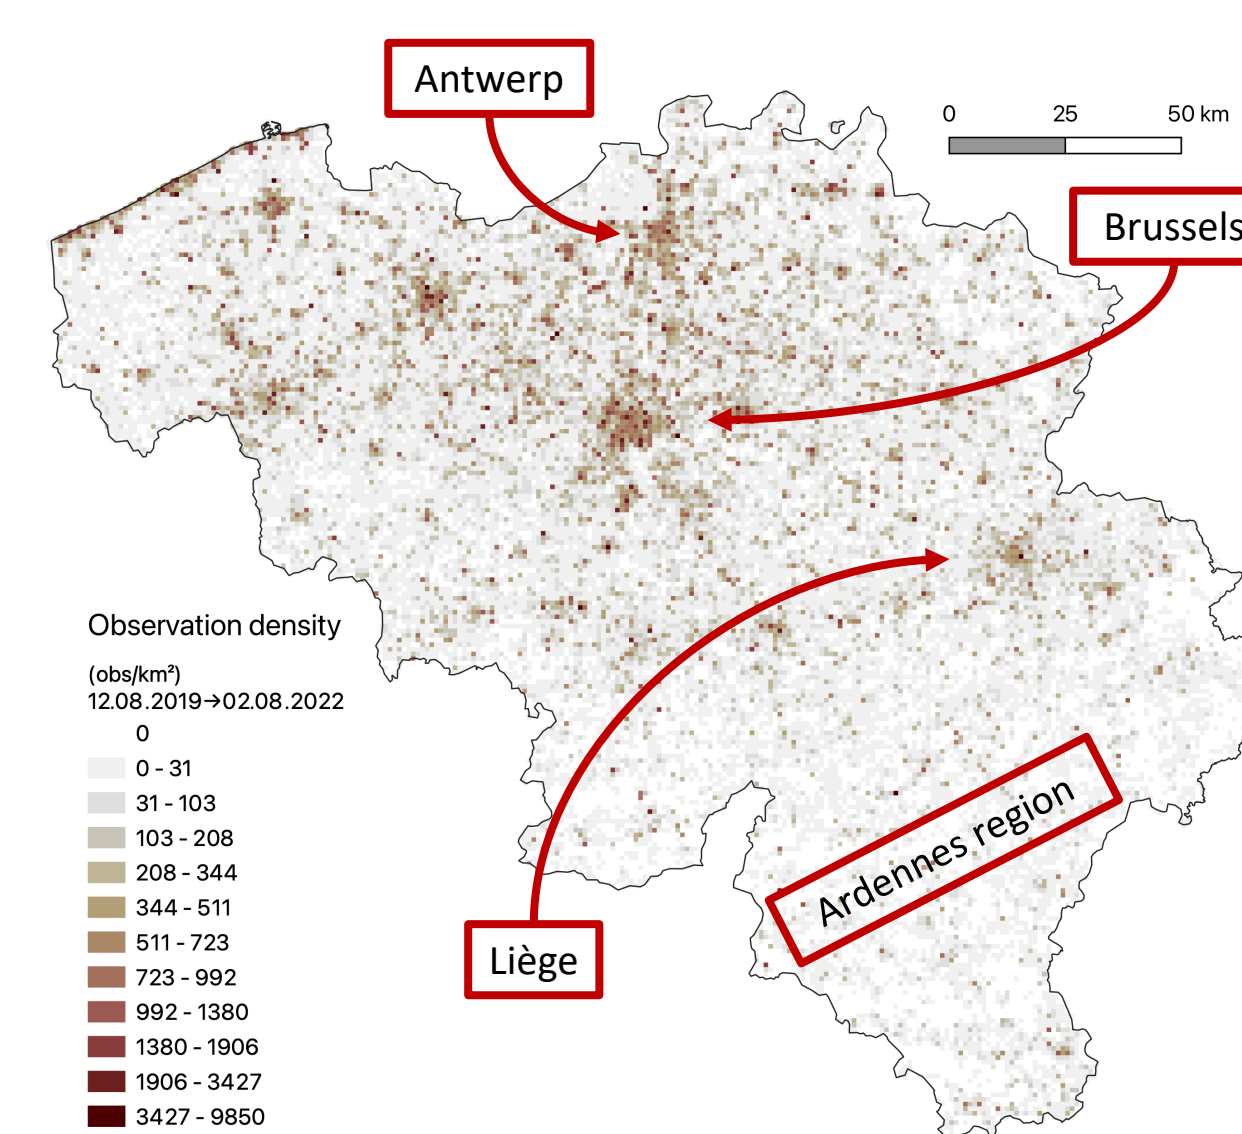 Antwerp
0 25 50 km
Brussels
Observation density
(obs/km²)
12.08.2019→02.08.2022
0
0 - 31
31 - 103
103 - 208
208 - 344
344 - 511
511 - 723
723 - 992
992 - 1380
1380 - 1906
1906 - 3427
3427 - 9850
Ardennes region
Liège